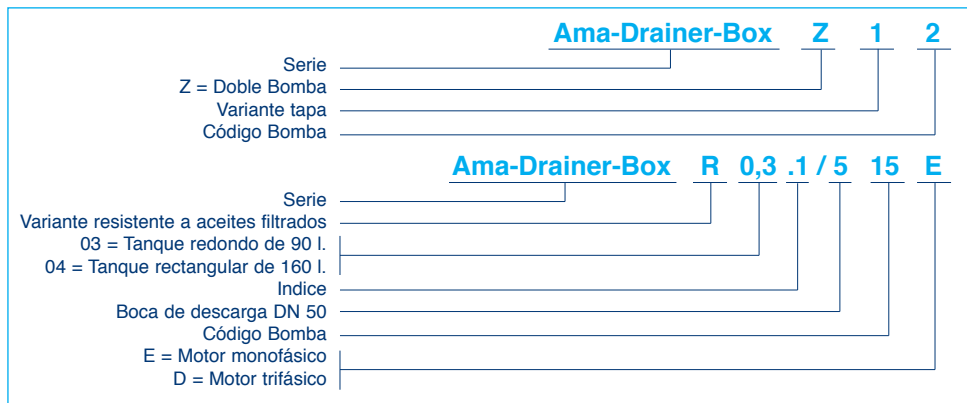 Ama-Drainer-Box Z 1 2
Serie
Z = Doble Bomba
Variante tapa
Código Bomba
Ama-Drainer-Box R 0,3 .1 / 5 15 E
Serie
Variante resistente a aceites filtrados
03 = Tanque redondo de 90 l.
04 = Tanque rectangular de 160 l.
Indice
Boca de descarga DN 50
Código Bomba
E = Motor monofásico
D = Motor trifásico